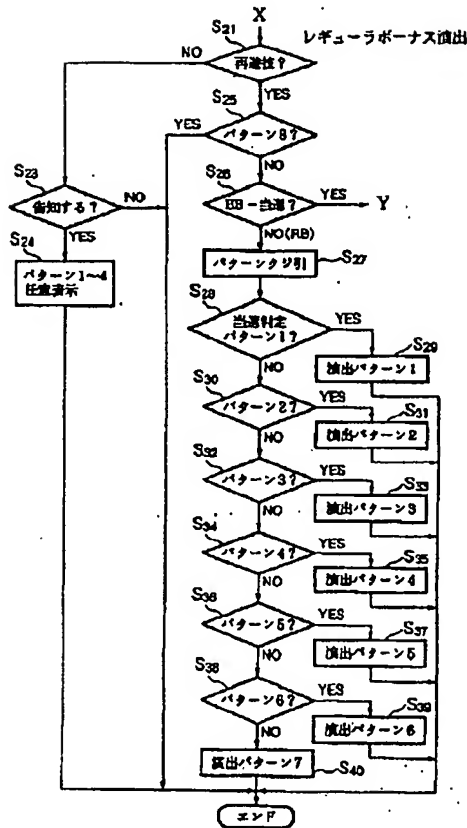 X
レギューラボーナス演出
S21
NO
再遊技?
YES
S25
YES
パターン8?
NO
S23
告知する?
NO
YES
S26
BB-当選?
YES
Y
NO(RB)
S24
パターン1~4
任意表示
パターンクジ引
S27
S28
当選判定
パターン1?
YES
NO
S29
演出パターン1
S30
パターン2?
YES
NO
S31
演出パターン2
S32
パターン3?
YES
NO
S33
演出パターン3
S34
パターン4?
YES
NO
S35
演出パターン4
S36
パターン5?
YES
NO
S37
演出パターン5
S38
パターン6?
YES
NO
S39
演出パターン6
演出パターン7
S40
エンド